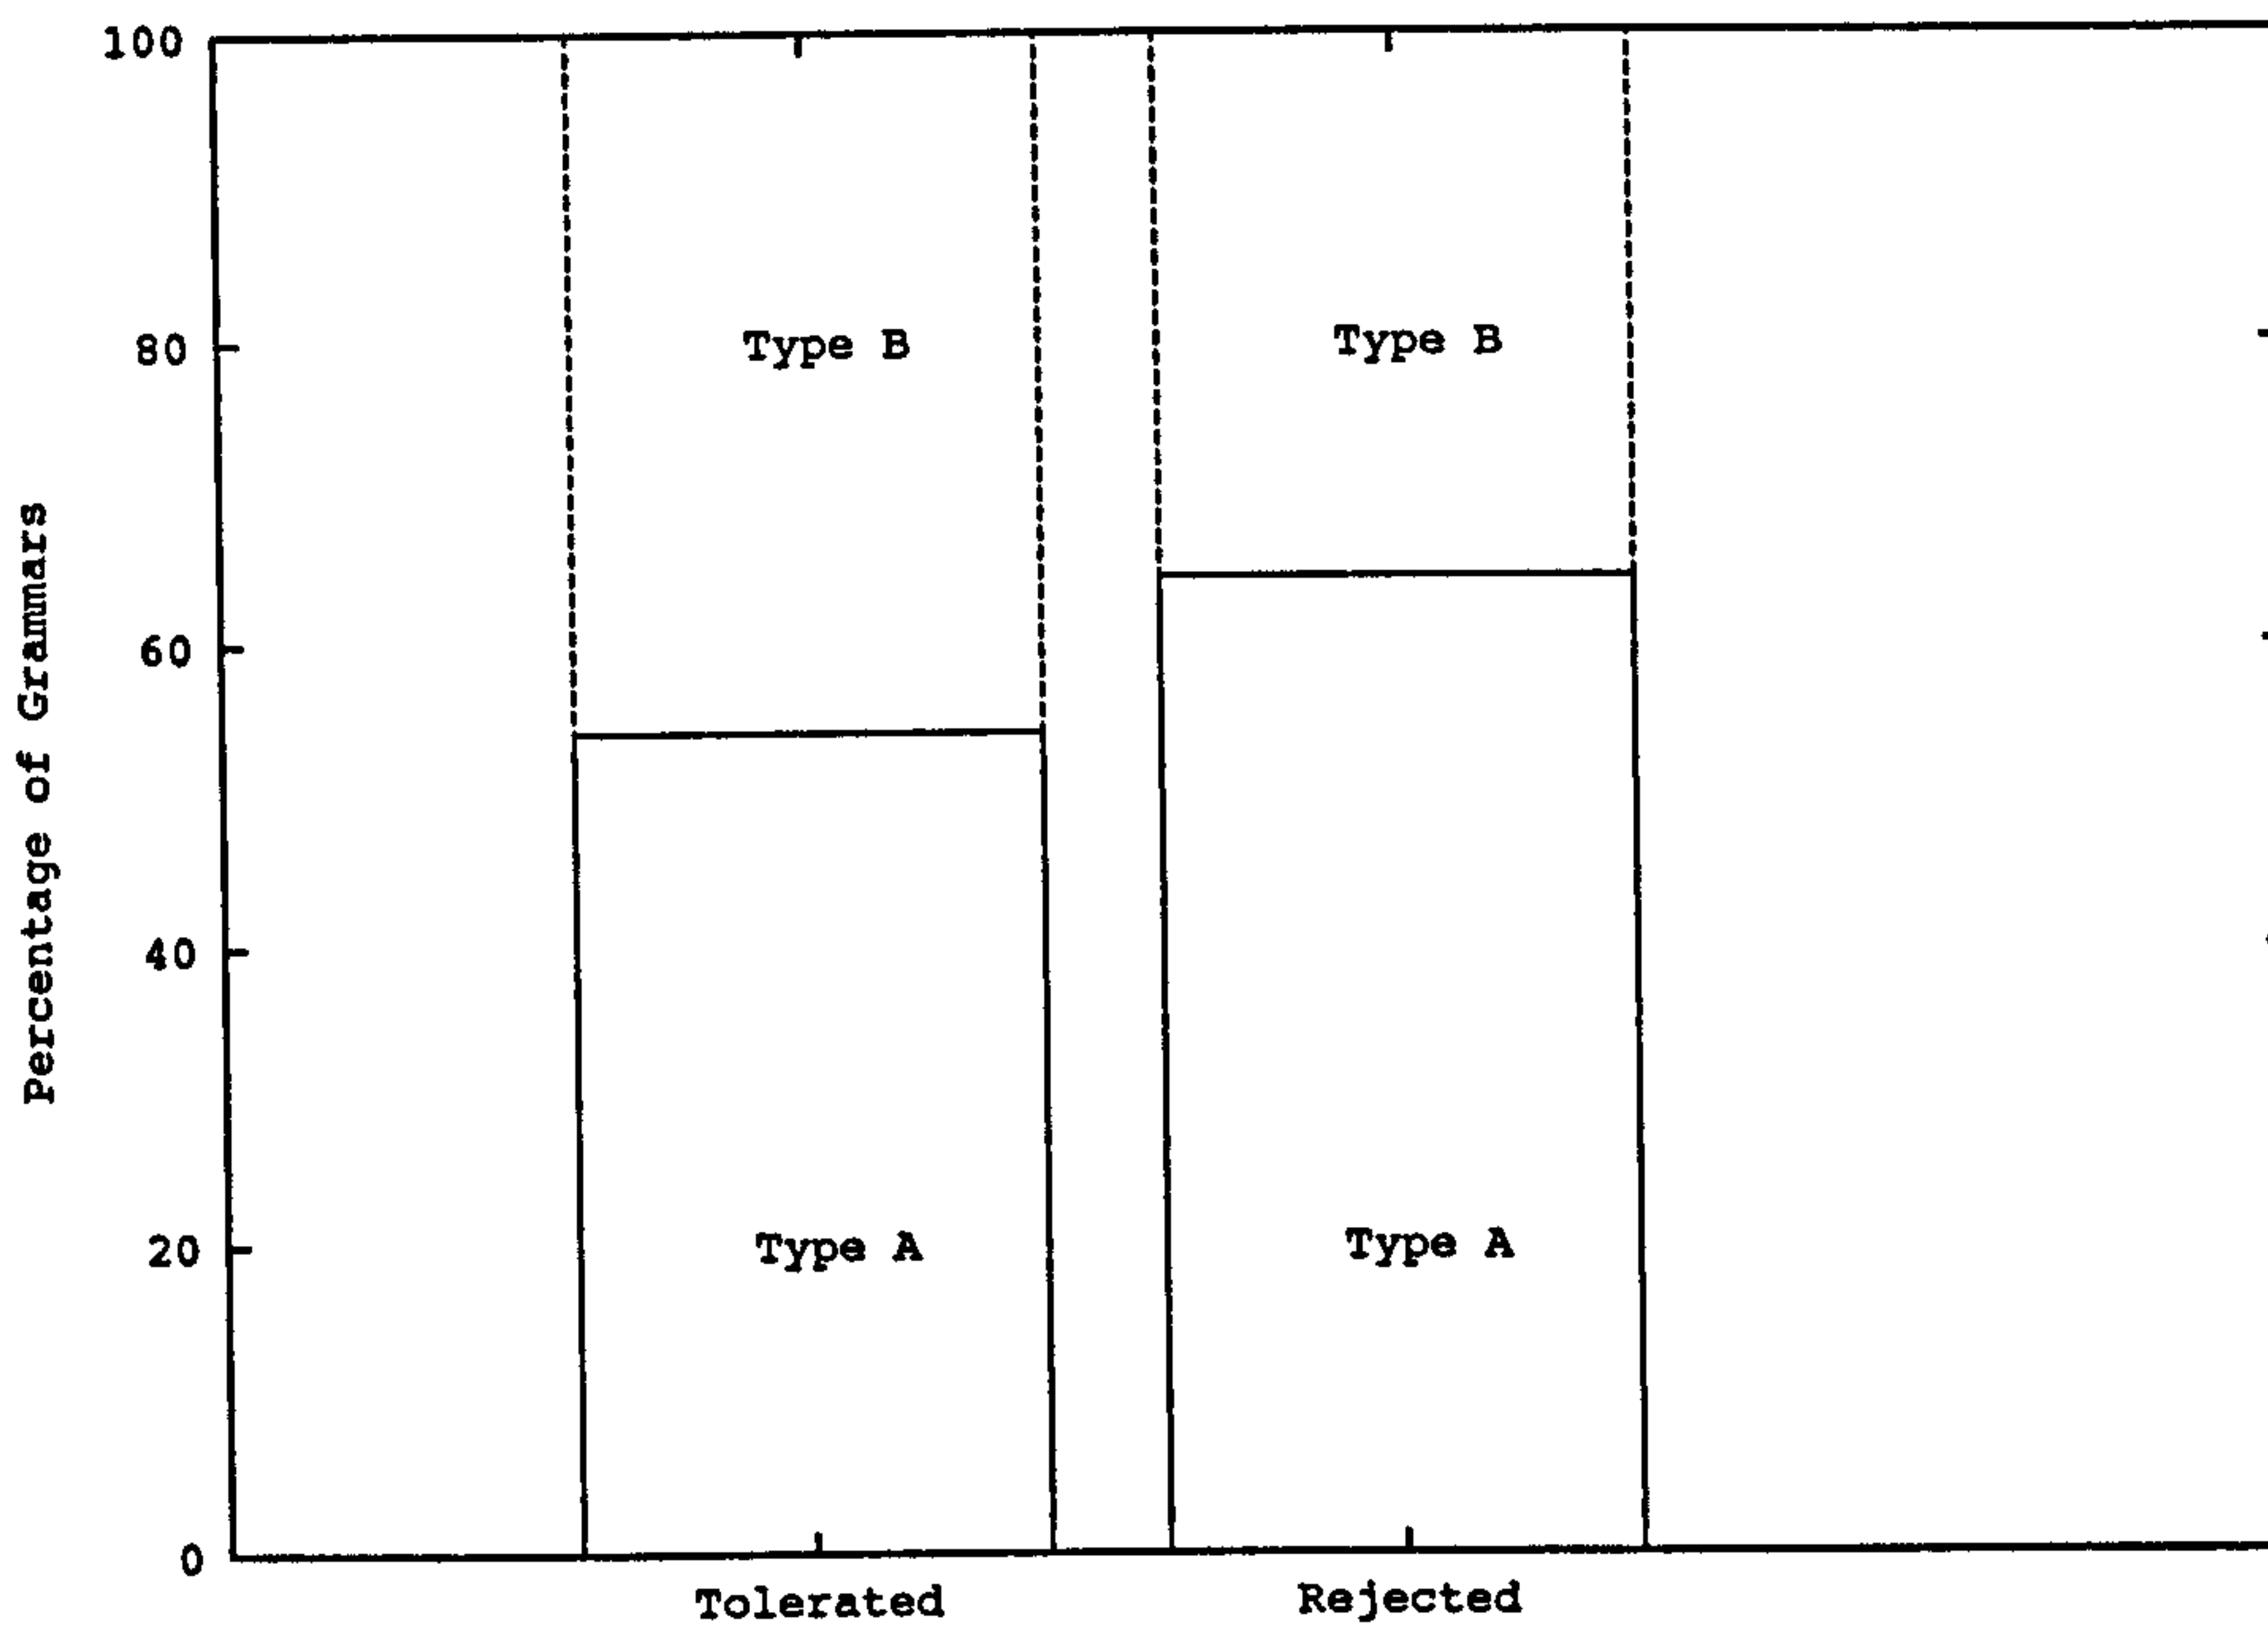 100
80
60
40
20
0
Percentage of Grammars
Type B
Type B
Type A
Type A
Tolerated
Rejected